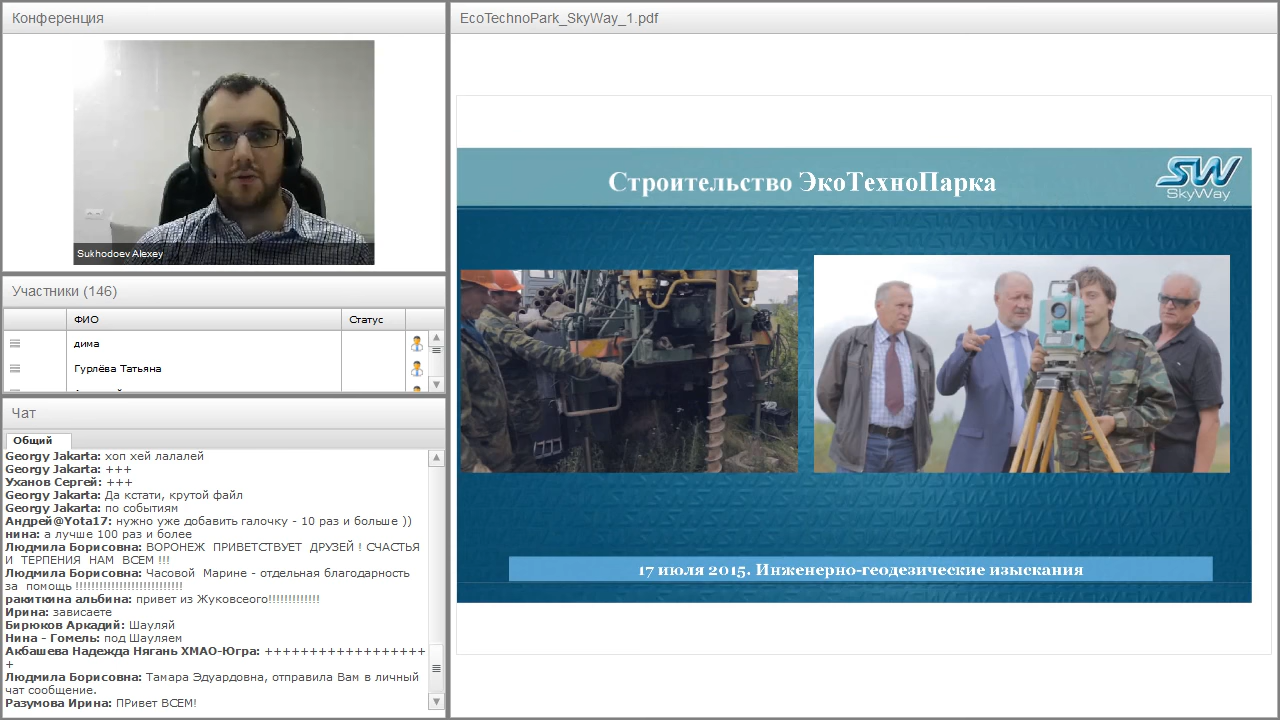 Конференция
Sukhodoev Alexey
Участники (146)
ФИО
Статус
дима
Гурлёва Татьяна
Чат
Общий
Georgy Jakarta: хоп хей лалалей
Georgy Jakarta: +++
Уханов Сергей: +++
Georgy Jakarta: Да кстати, крутой файл
Georgy Jakarta: по событиям
Андрей@Yota17: нужно уже добавить галочку - 10 раз и больше ))
нина: а лучше 100 раз и более
Людмила Борисовна: ВОРОНЕЖ ПРИВЕТСТВУЕТ ДРУЗЕЙ ! СЧАСТЬЯ
И ТЕРПЕНИЯ НАМ ВСЕМ !!!
Людмила Борисовна: Часовой Марине - отдельная благодарность
за помощь !!!!!!!!!!!!!!!!!!!!!!!!!!!
ракиткина альбина: привет из Жуковсеого!!!!!!!!!!!!!
Ирина: зависаете
Бирюков Аркадий: Шауляй
Нина - Гомель: под Шауляем
Акбашева Надежда Нягань ХМАО-Югра: ++++++++++++++++++
+
Людмила Борисовна: Тамара Эдуардовна, отправила Вам в личный
чат сообщение.
Разумова Ирина: ПРивет ВСЕМ!
EcoTechnoPark_SkyWay_1.pdf
Строительство ЭкоТехноПарка
SW
SkyWay
17 июля 2015. Инженерно-геодезические изыскания